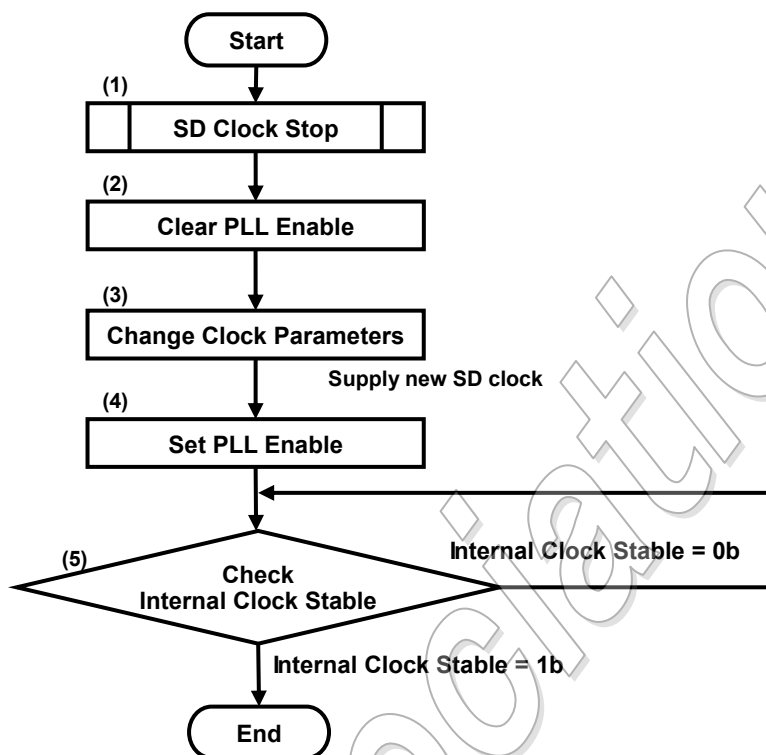 Start
(1)
SD Clock Stop
(2)
Clear PLL Enable
(3)
Change Clock Parameters
Supply new SD clock
(4)
Set PLL Enable
(5)
Check
Internal Clock Stable
Internal Clock Stable = 0b
Internal Clock Stable = 1b
End
ociation